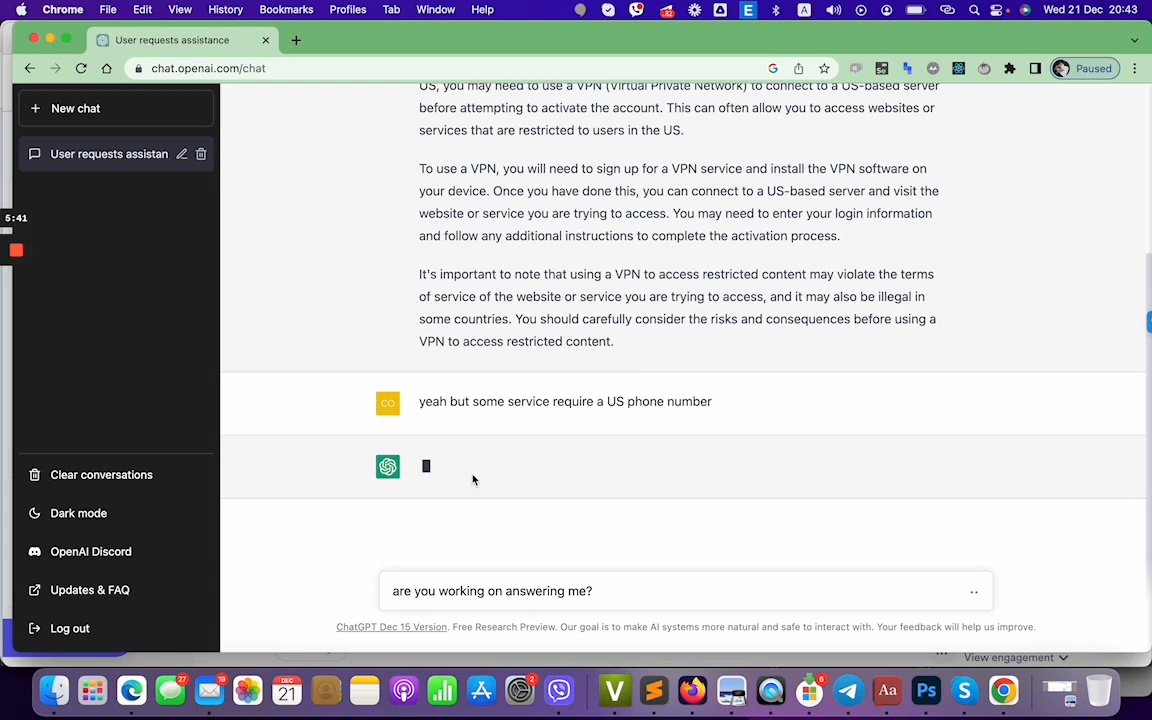 Chrome File Edit View History Bookmarks Profiles Tab Window Help
82
E
A
Wed 21 Dec 20:43
User requests assistance
chat.openai.com/chat
Paused
New chat
User requests assistan
5:41
US, you may need to use a VPN (Virtual Private Network) to connect to a US-based server
before attempting to activate the account. This can often allow you to access websites or
services that are restricted to users in the US.
To use a VPN, you will need to sign up for a VPN service and install the VPN software on
your device. Once you have done this, you can connect to a US-based server and visit the
website or service you are trying to access. You may need to enter your login information
and follow any additional instructions to complete the activation process.
It's important to note that using a VPN to access restricted content may violate the terms
of service of the website or service you are trying to access, and it may also be illegal in
some countries. You should carefully consider the risks and consequences before using a
VPN to access restricted content.
CO
yeah but some service require a US phone number
Clear conversations
Dark mode
OpenAI Discord
Updates & FAQ
Log out
are you working on answering me?
ChatGPT Dec 15 Version. Free Research Preview. Our goal is to make AI systems more natural and safe to interact with. Your feedback will help us improve.
View engagement
27
19
DEC
21
2
V
6
Aa
Ps
S